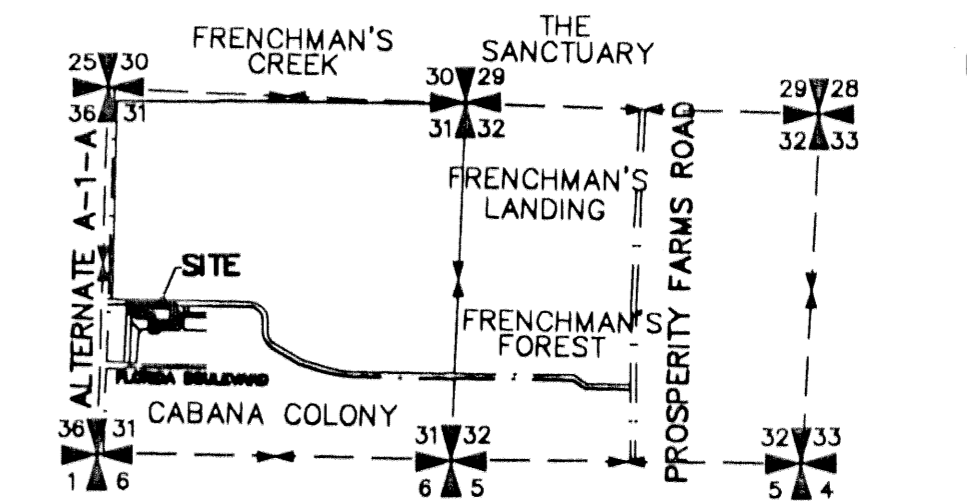 FRENCHMAN'S
CREEK
THE
SANCTUARY
25 30
36 31
30 29
31 32
29 28
32 33
FRENCHMAN'S
LANDING
PROSPERITY FARMS ROAD
ALTERNATE A-1-A
SITE
FRENCHMAN'S
FOREST
FLORIDA BOULEVARD
CABANA COLONY
36 31
1 6
31 32
6 5
32 33
5 4